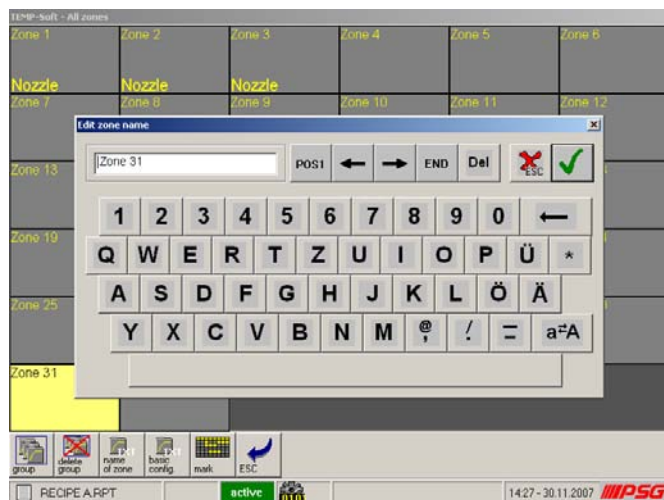 TEMP-Soft - All zones
Zone 1 Zone 2 Zone 3 Zone 4 Zone 5 Zone 6
Nozzle Nozzle Nozzle
Zone 7 Zone 8 Zone 9 Zone 10 Zone 11 Zone 12
Edit zone name
Zone 31 POS1 END Del ESC
Zone 13
1 2 3 4 5 6 7 8 9 0
Zone 19
Q W E R T Z U I O P Ü *
A S D F G H J K L Ö Ä
Zone 25
Y X C V B N M @ , ! / = a⇄A
Zone 31
group delete group name of zone basic config. mark ESC
RECIPEA.RPT active 14:27 - 30.11.2007 PSG